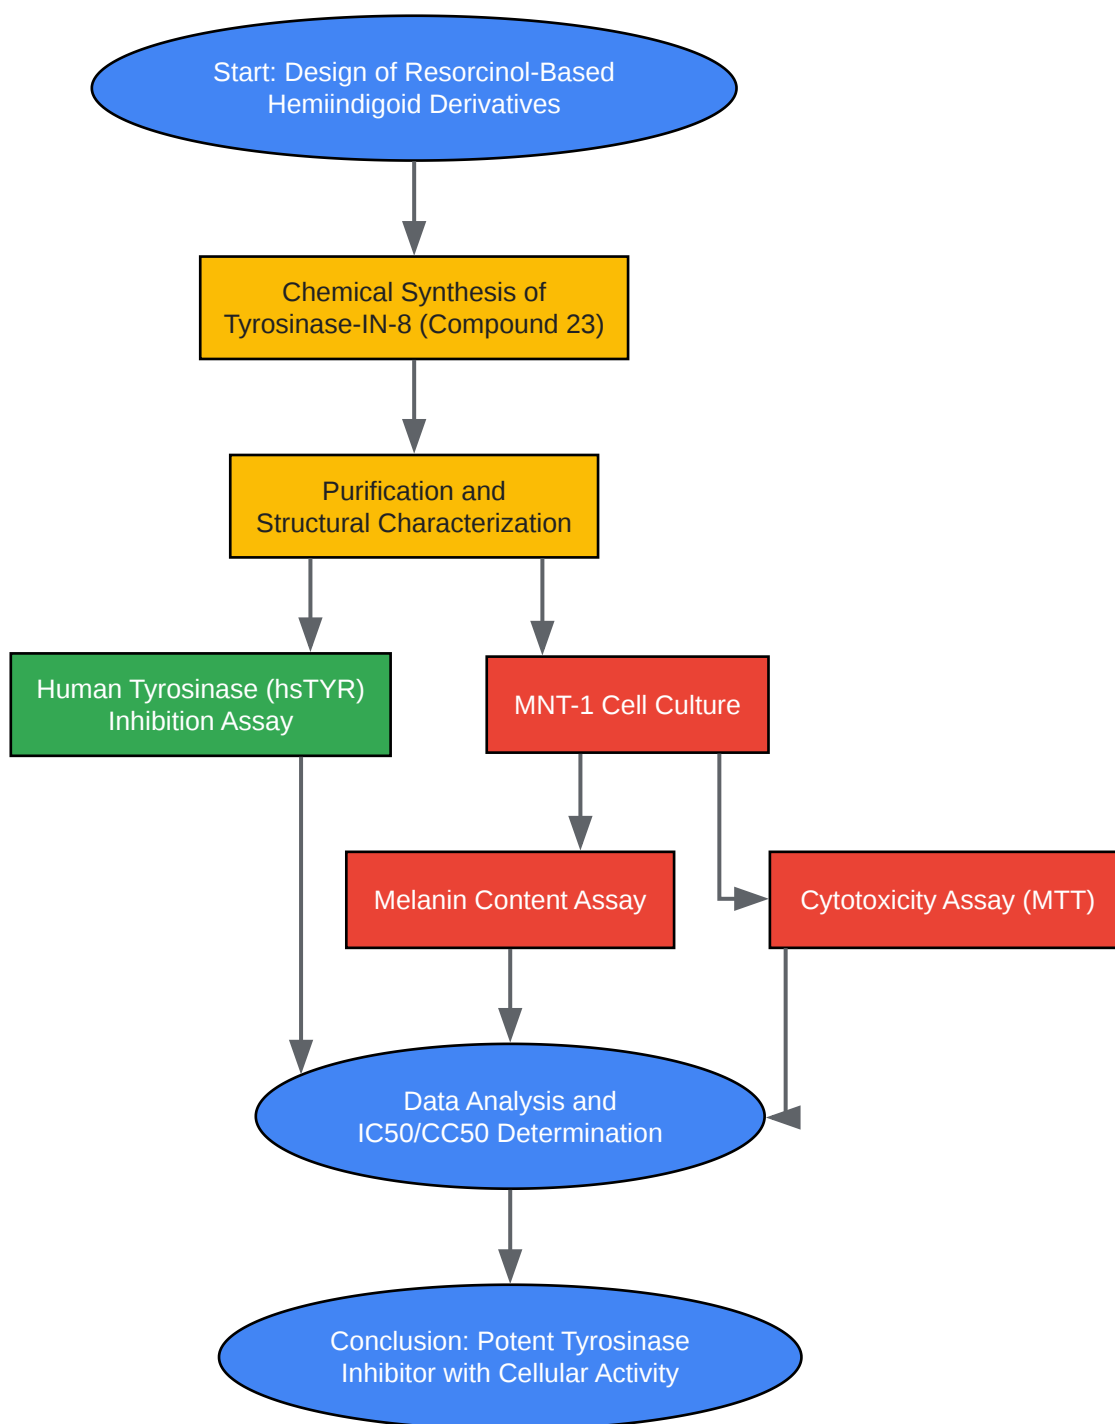 Start: Design of Resorcinol-Based
Hemiindigoid Derivatives
Chemical Synthesis of
Tyrosinase-IN-8 (Compound 23)
Purification and
Structural Characterization
Human Tyrosinase (hsTYR)
Inhibition Assay
MNT-1 Cell Culture
Melanin Content Assay
Cytotoxicity Assay (MTT)
Data Analysis and
IC50/CC50 Determination
Conclusion: Potent Tyrosinase
Inhibitor with Cellular Activity